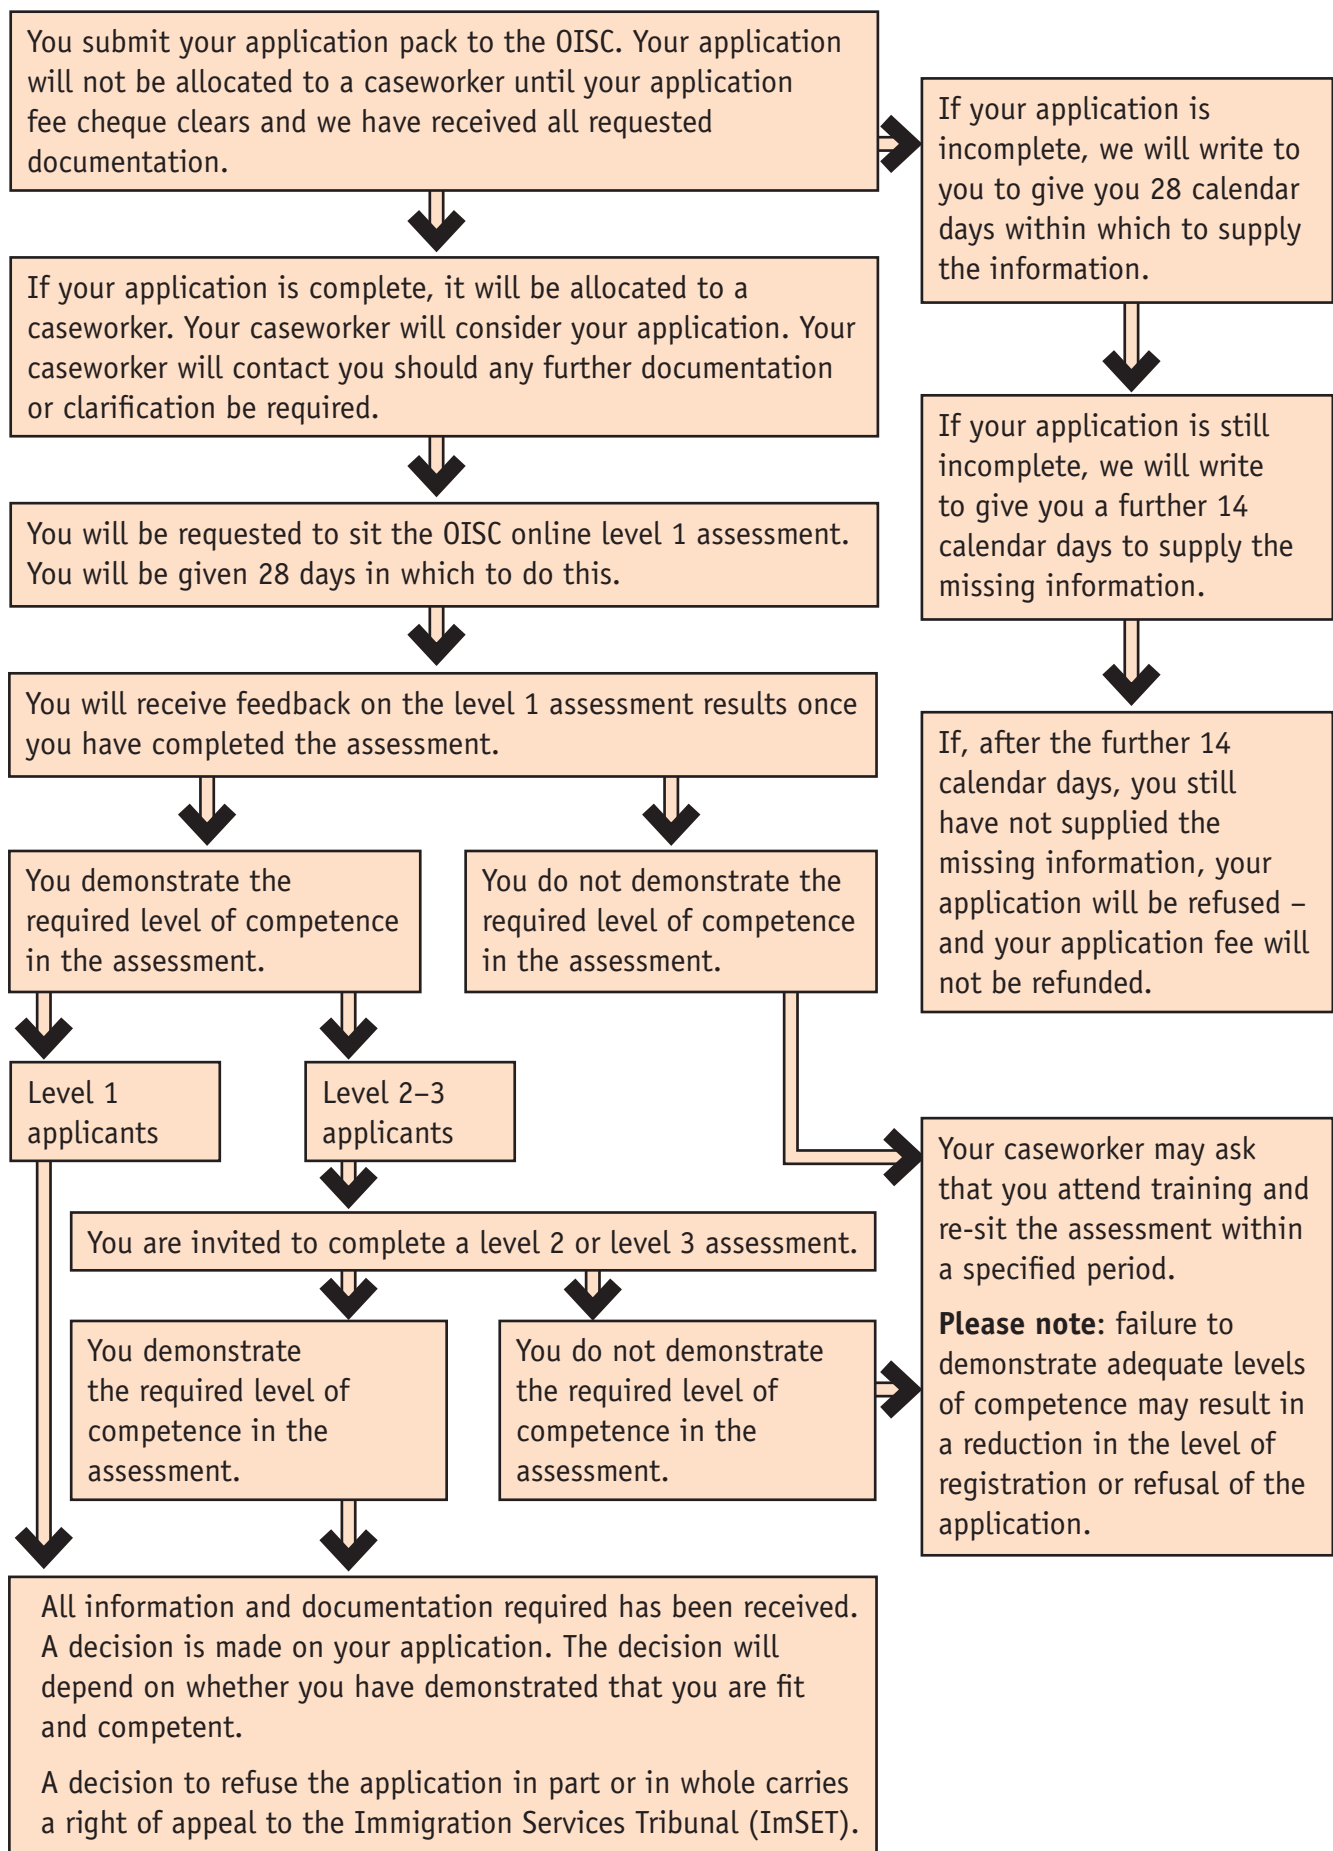 You submit your application pack to the OISC. Your application
will not be allocated to a caseworker until your application
fee cheque clears and we have received all requested
documentation.
If your application is
incomplete, we will write to
you to give you 28 calendar
days within which to supply
the information.
If your application is complete, it will be allocated to a
caseworker. Your caseworker will consider your application. Your
caseworker will contact you should any further documentation
or clarification be required.
If your application is still
incomplete, we will write
to give you a further 14
calendar days to supply the
missing information.
You will be requested to sit the OISC online level 1 assessment.
You will be given 28 days in which to do this.
You will receive feedback on the level 1 assessment results once
you have completed the assessment.
If, after the further 14
calendar days, you still
have not supplied the
missing information, your
application will be refused –
and your application fee will
not be refunded.
You demonstrate the
required level of competence
in the assessment.
You do not demonstrate the
required level of competence
in the assessment.
Level 1
applicants
Level 2–3
applicants
Your caseworker may ask
that you attend training and
re-sit the assessment within
a specified period.
Please note: failure to
demonstrate adequate levels
of competence may result in
a reduction in the level of
registration or refusal of the
application.
You are invited to complete a level 2 or level 3 assessment.
You demonstrate
the required level of
competence in the
assessment.
You do not demonstrate
the required level of
competence in the
assessment.
All information and documentation required has been received.
A decision is made on your application. The decision will
depend on whether you have demonstrated that you are fit
and competent.
A decision to refuse the application in part or in whole carries
a right of appeal to the Immigration Services Tribunal (ImSET).